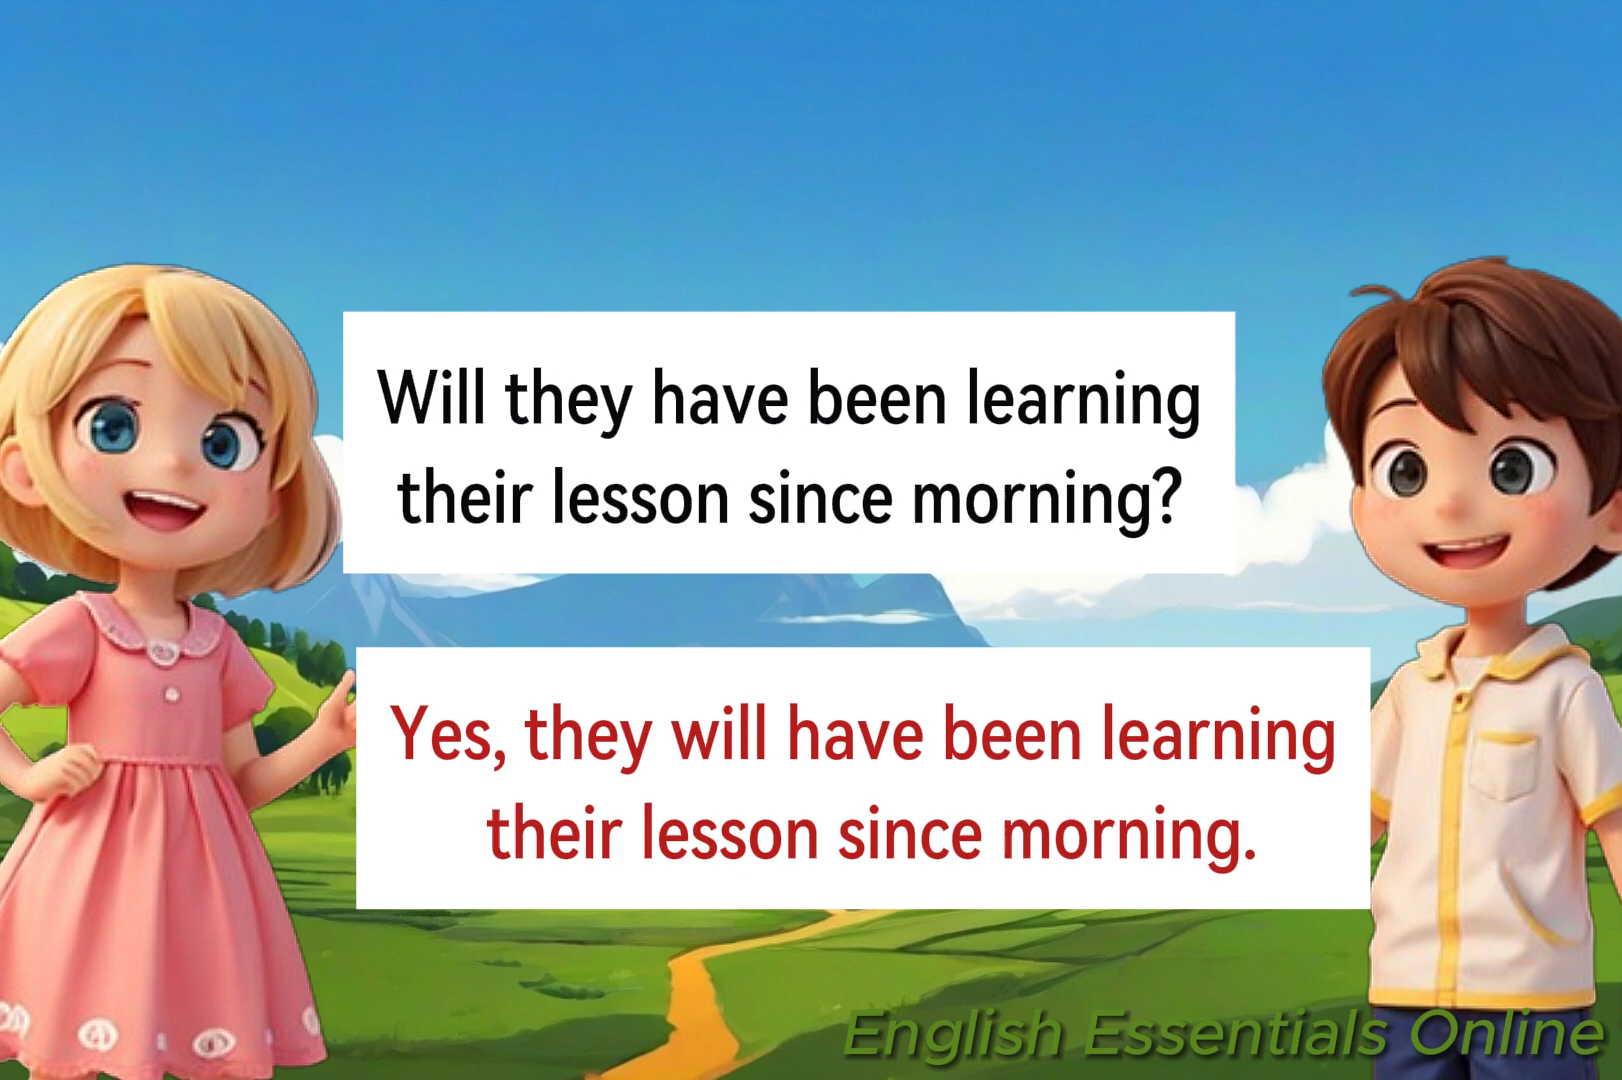 Will they have been learning
their lesson since morning?
Yes, they will have been learning
their lesson since morning.
English Essentials Online